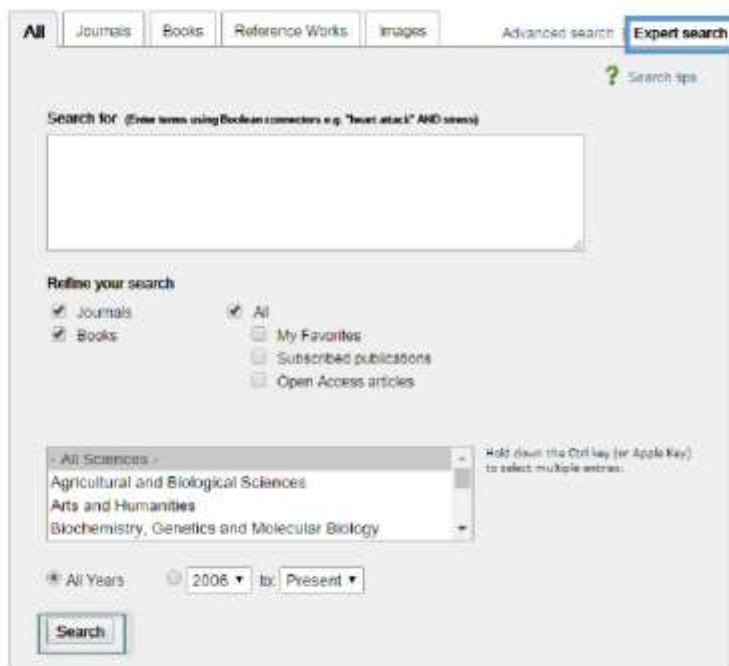 All Journals Books Reference Works Images Advanced search | Expert search
? Search tips
Search for (Enter terms using Boolean connectors e.g. "heart attack" AND stress)
Refine your search
Journals All
Books My Favorites
Subscribed publications
Open Access articles
- All Sciences -
Agricultural and Biological Sciences
Arts and Humanities
Biochemistry, Genetics and Molecular Biology
Hold down the Ctrl key (or Apple Key)
to select multiple entries.
All Years 2006 to: Present
Search